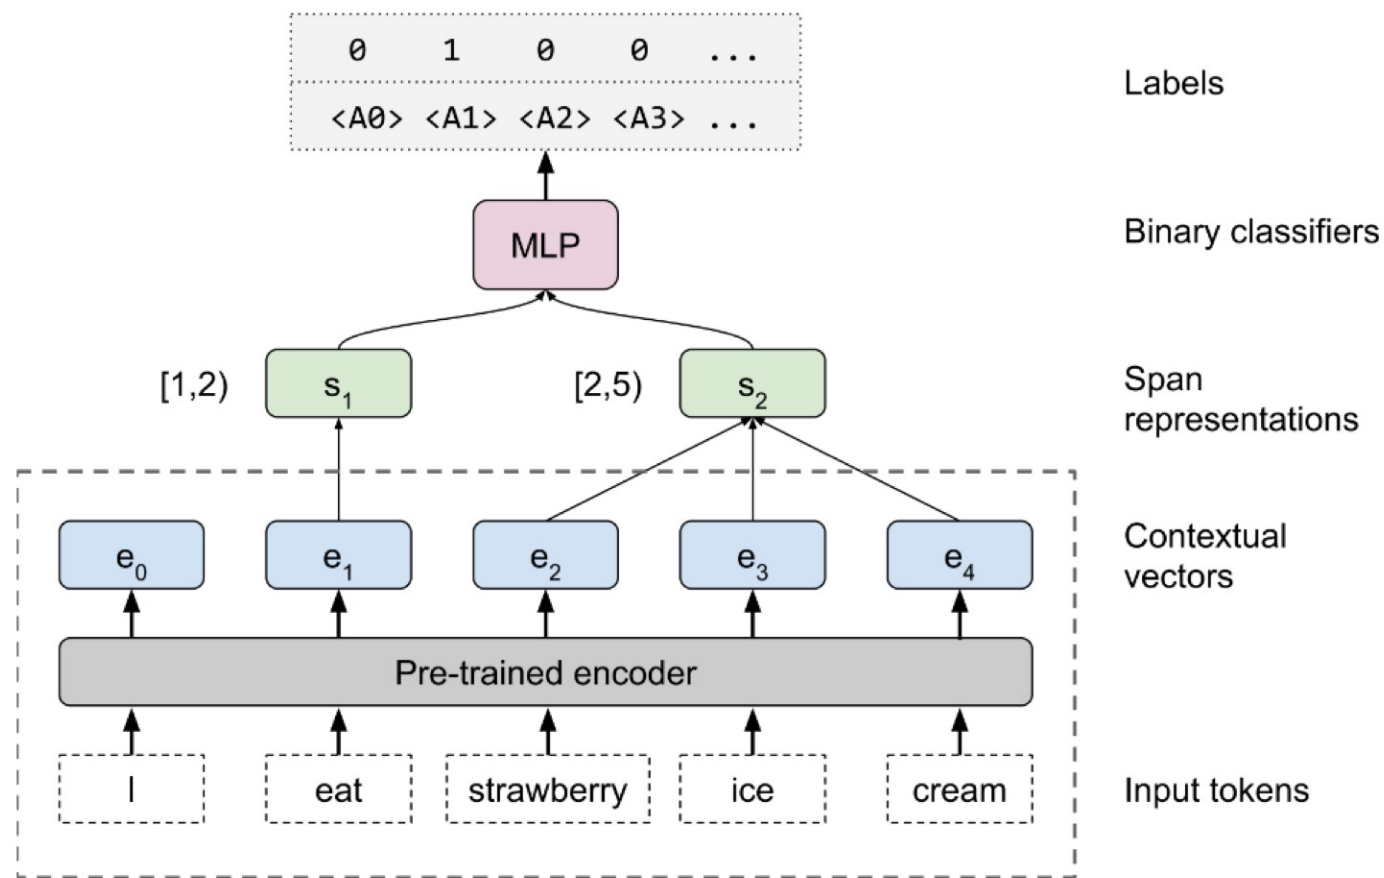 0 1 0 0 ...
<A0> <A1> <A2> <A3> ...
Labels
MLP
Binary classifiers
[1,2)
s1
[2,5)
s2
Span
representations
e0
e1
e2
e3
e4
Contextual
vectors
Pre-trained encoder
I
eat
strawberry
ice
cream
Input tokens